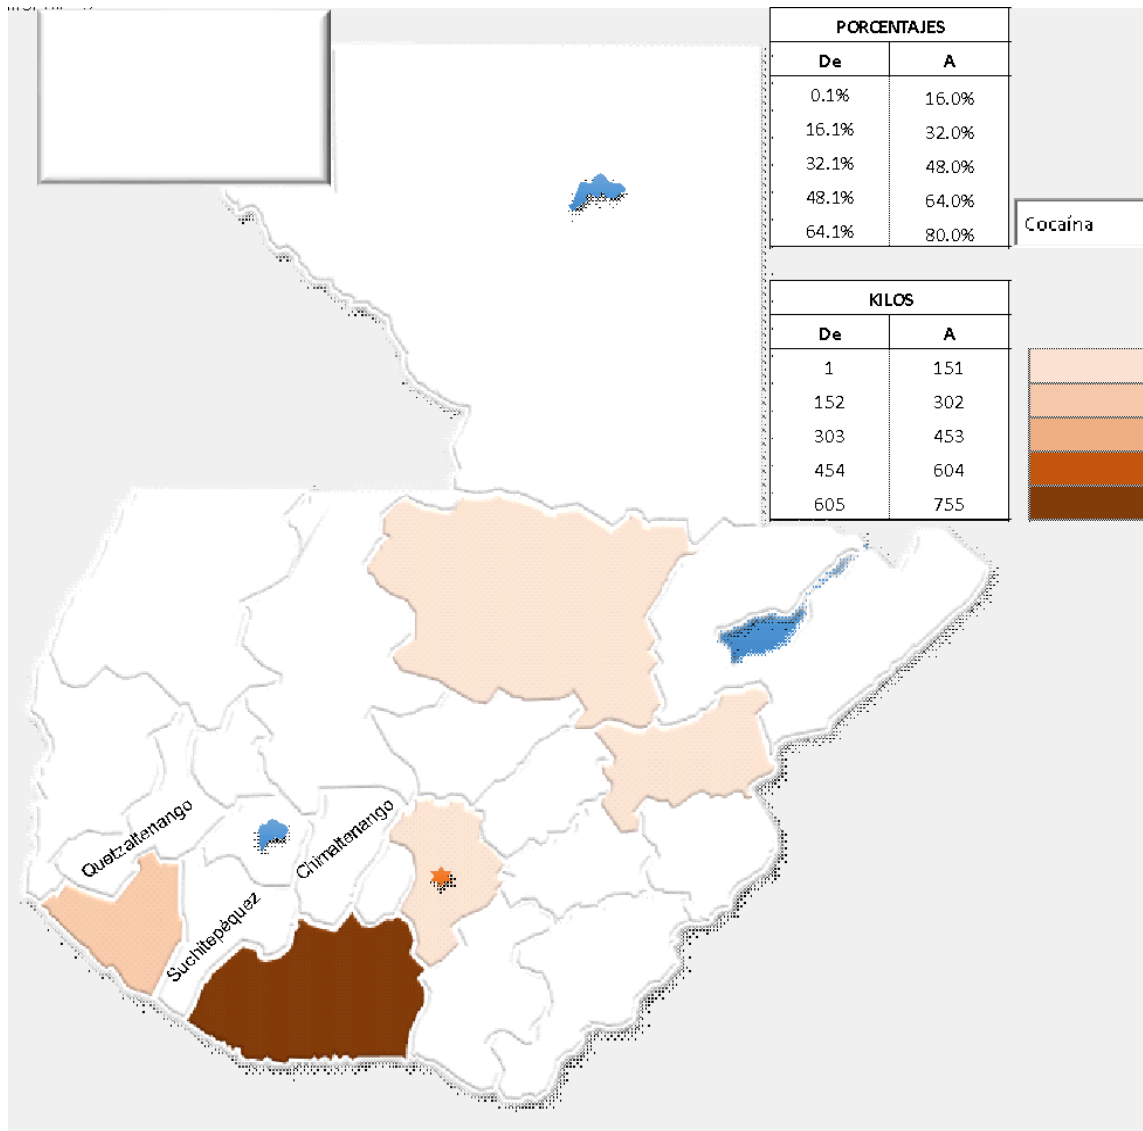 PORCENTAJES
De A
0.1% 16.0%
16.1% 32.0%
32.1% 48.0%
48.1% 64.0%
64.1% 80.0%
Cocaína
KILOS
De A
1 151
152 302
303 453
454 604
605 755
Quetzaltenango
Chimaltenango
Suchitepéquez